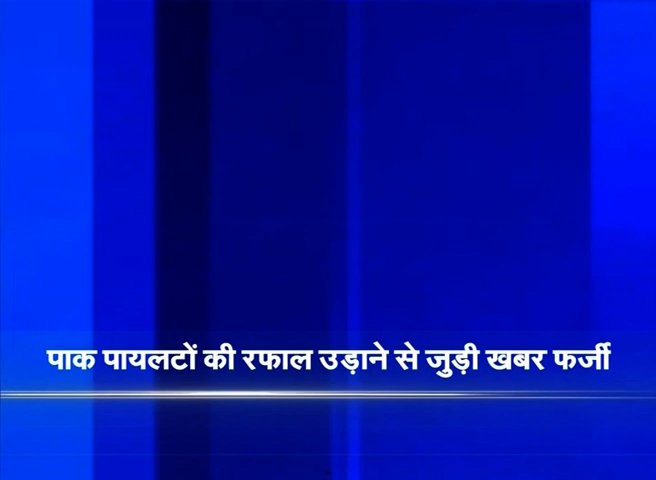 पाक पायलटों की रफाल उड़ाने से जुड़ी खबर फर्जी